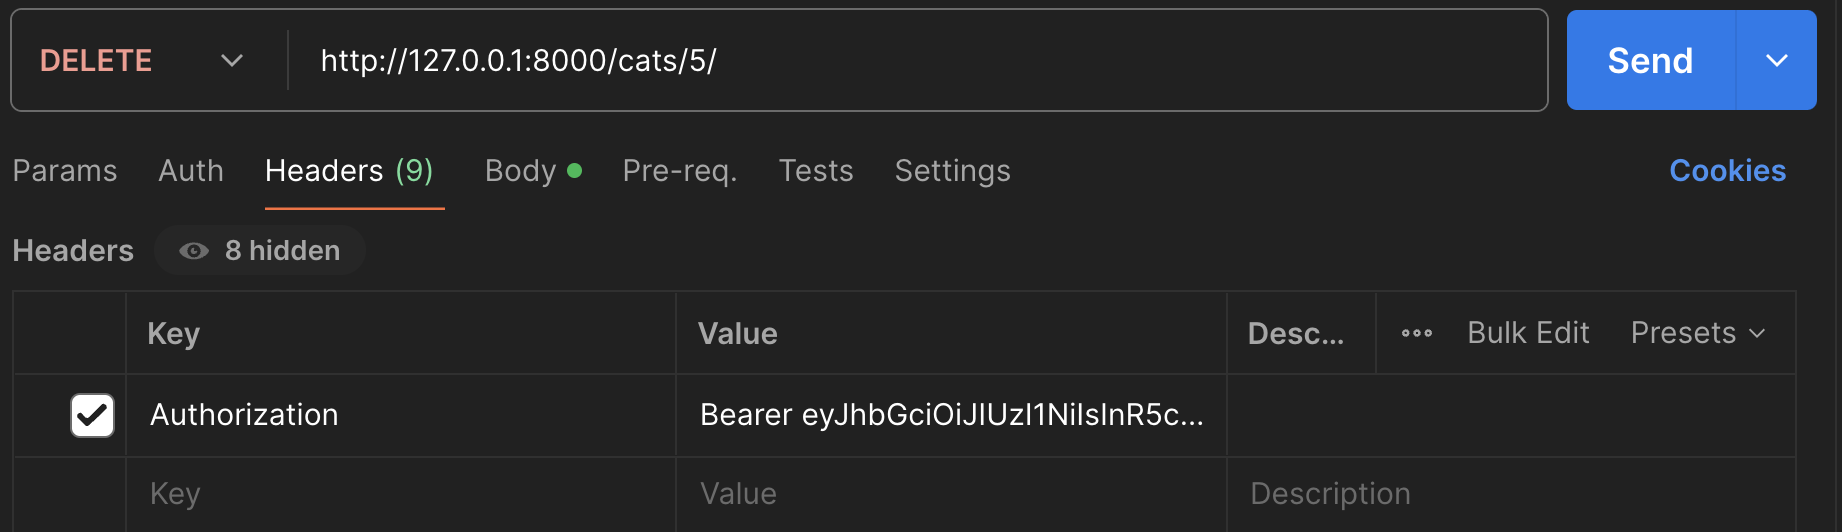 DELETE http://127.0.0.1:8000/cats/5/ Send
Params Auth Headers (9) Body Pre-req. Tests Settings Cookies
Headers 8 hidden
Key Value Desc... Bulk Edit Presets
Authorization Bearer eyJhbGciOiJIUzI1NiIsInR5c...
Key Value Description